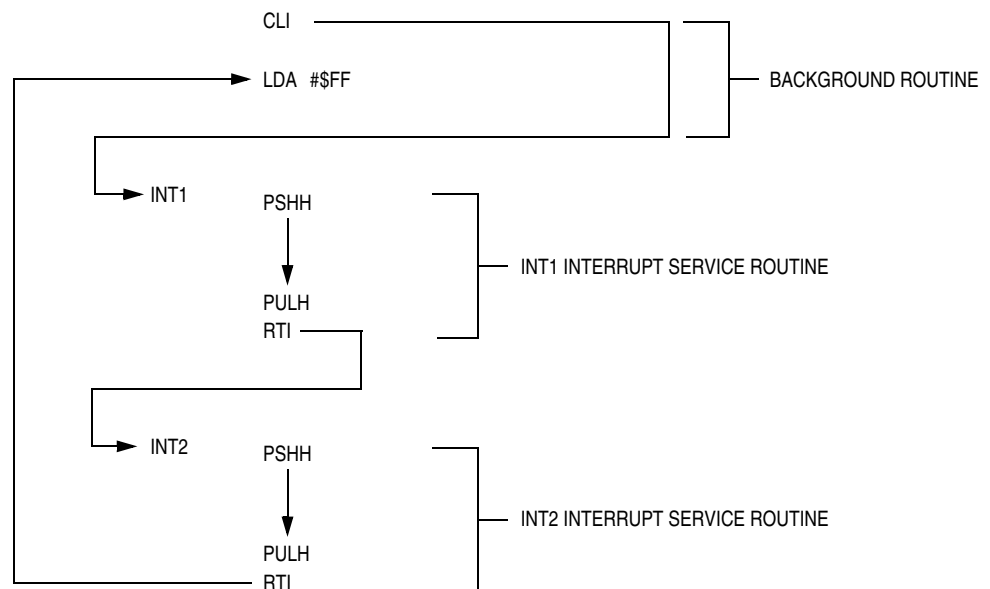 CLI
LDA #$FF
BACKGROUND ROUTINE
INT1
PSHH
INT1 INTERRUPT SERVICE ROUTINE
PULH
RTI
INT2
PSHH
INT2 INTERRUPT SERVICE ROUTINE
PULH
RTI